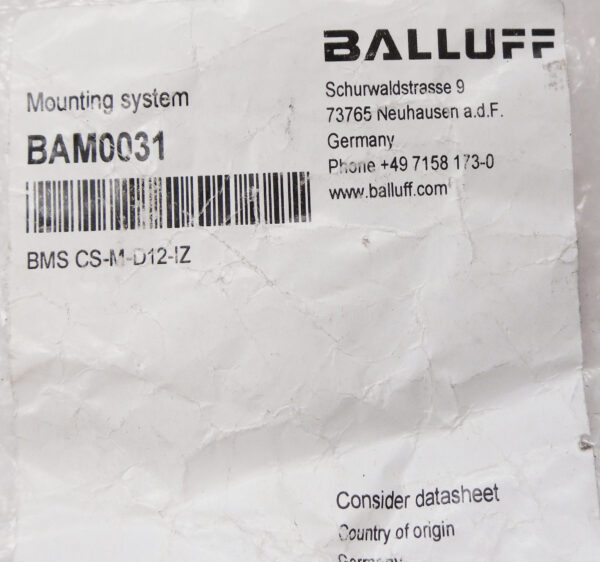 BALLUFF
Schurwaldstrasse 9
73765 Neuhausen a.d.F.
Germany
Phone +49 7158 173-0
www.balluff.com
Mounting system
BAM0031
BMS CS-M-D12-IZ
Consider datasheet
Country of origin
Germany